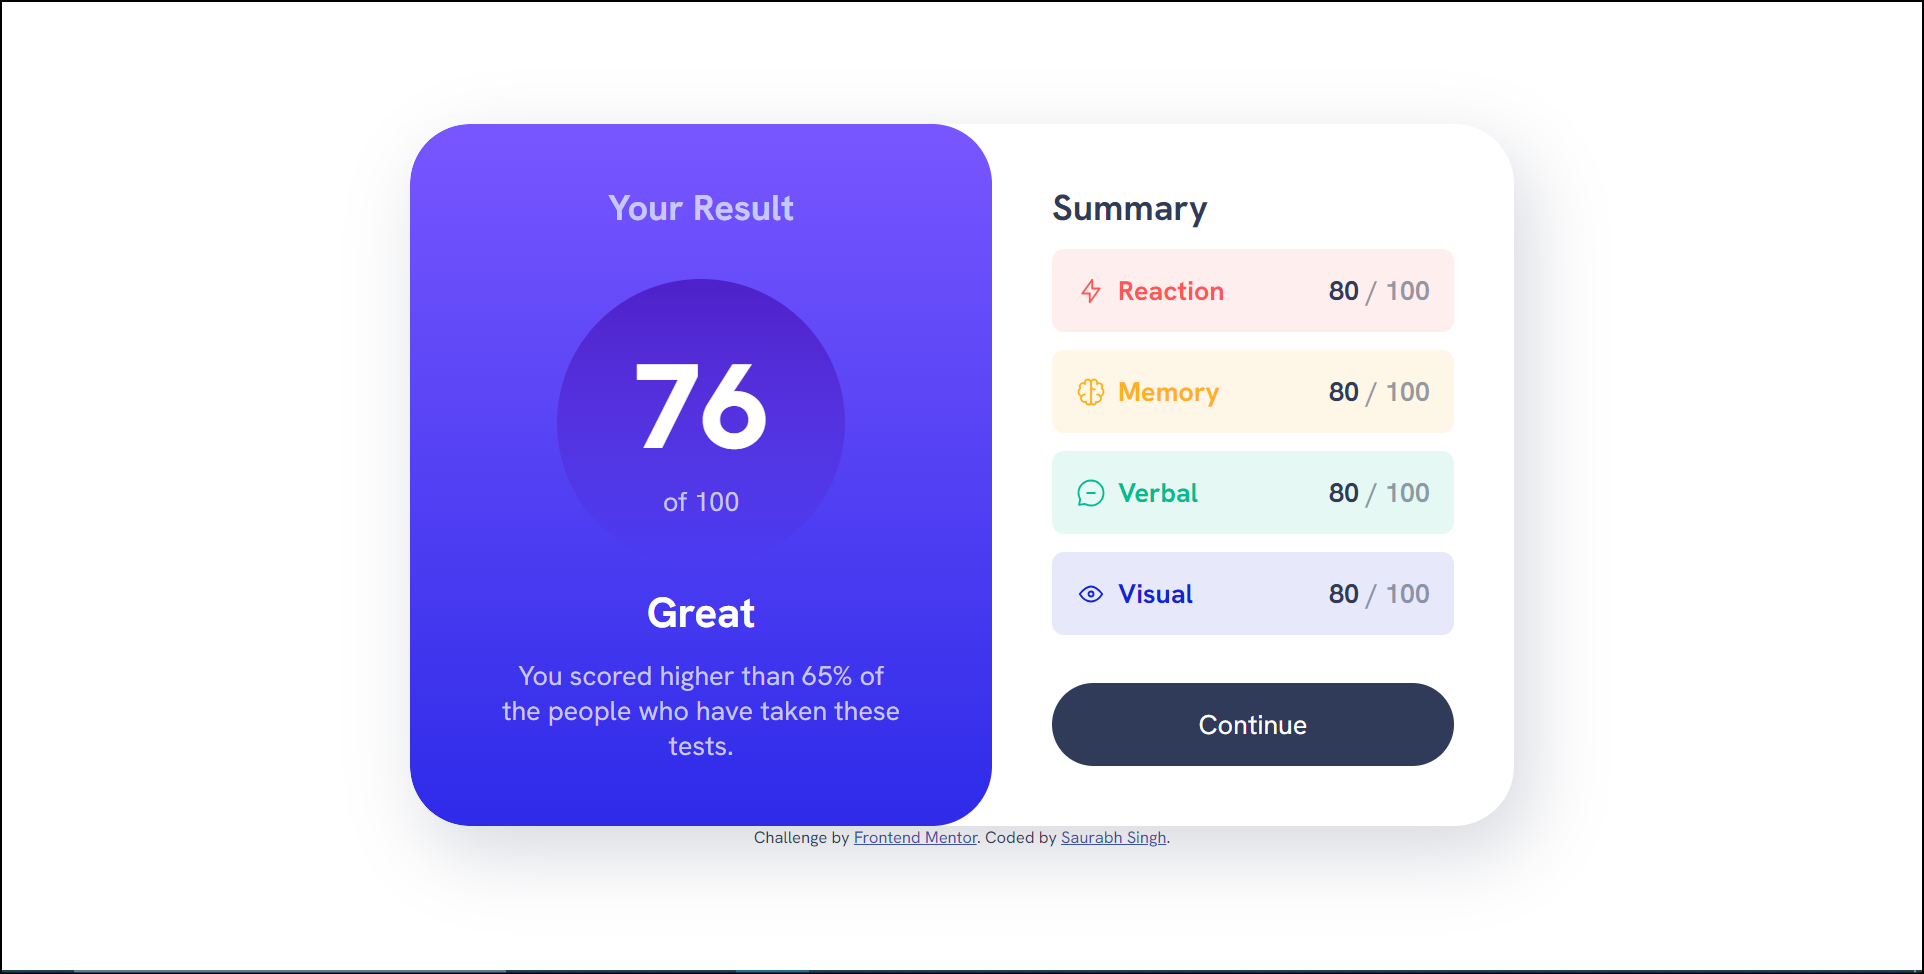 Your Result
76
of 100
Great
You scored higher than 65% of
the people who have taken these
tests.
Summary
Reaction 80 / 100
Memory 80 / 100
Verbal 80 / 100
Visual 80 / 100
Continue
Challenge by Frontend Mentor. Coded by Saurabh Singh.